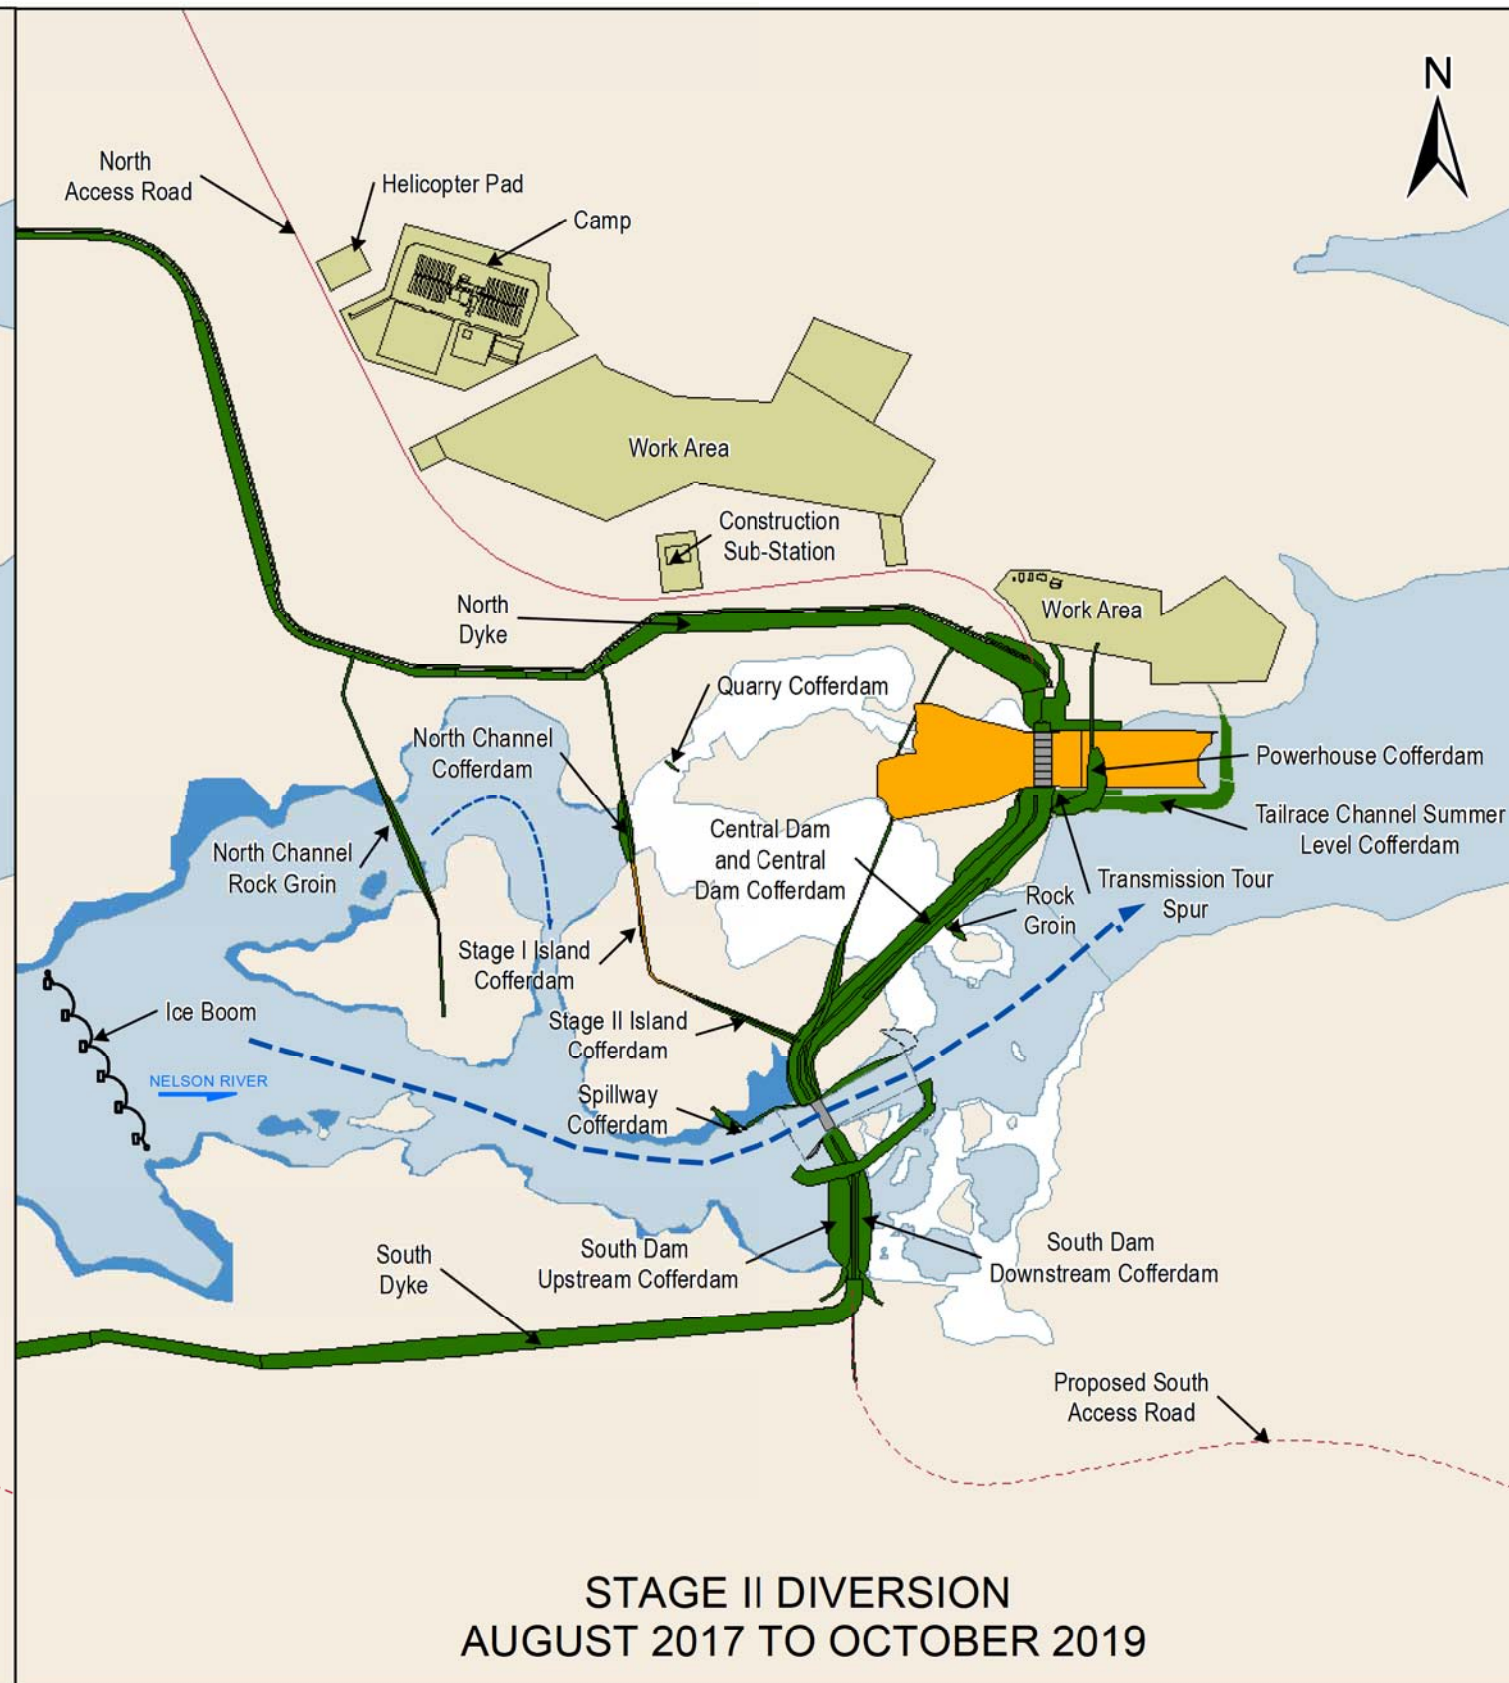 N
North
Access Road
Helicopter Pad
Camp
Work Area
Construction
Sub-Station
North
Dyke
Work Area
Quarry Cofferdam
North Channel
Cofferdam
Powerhouse Cofferdam
Tailrace Channel Summer
Level Cofferdam
North Channel
Rock Groin
Central Dam
and Central
Dam Cofferdam
Transmission Tour
Spur
Rock
Groin
Stage I Island
Cofferdam
Ice Boom
Stage II Island
Cofferdam
NELSON RIVER
Spillway
Cofferdam
South
Dyke
South Dam
Upstream Cofferdam
South Dam
Downstream Cofferdam
Proposed South
Access Road
STAGE II DIVERSION
AUGUST 2017 TO OCTOBER 2019